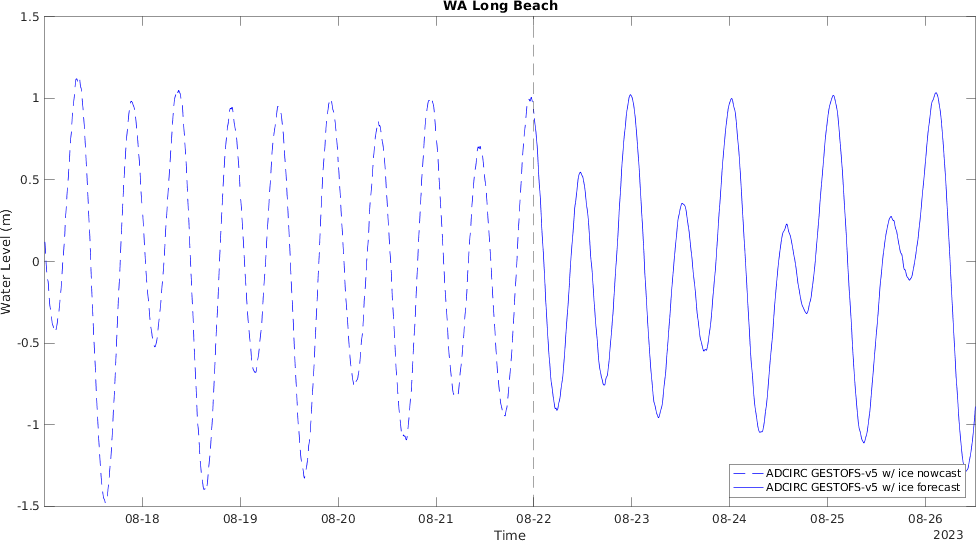 WA Long Beach
1.5
1
0.5
0
-0.5
-1
-1.5
Water Level (m)
ADCIRC GESTOFS-v5 w/ ice nowcast
ADCIRC GESTOFS-v5 w/ ice forecast
08-18 08-19 08-20 08-21 08-22 08-23 08-24 08-25 08-26
Time
2023